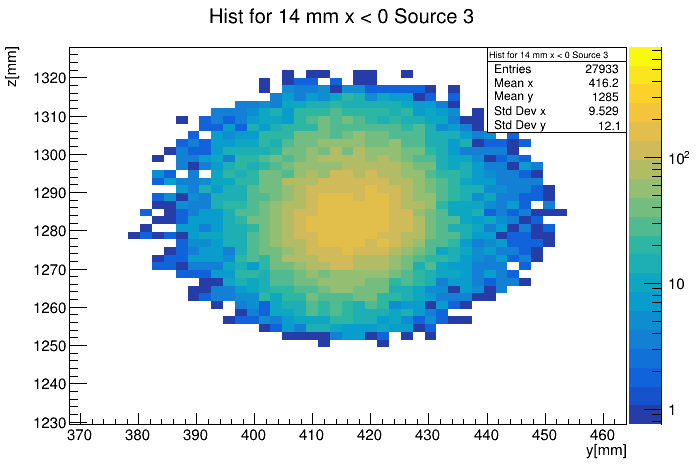 Hist for 14 mm x < 0 Source 3
z[mm]
Hist for 14 mm x < 0 Source 3
Entries 27933
Mean x 416.2
Mean y 1285
Std Dev x 9.529
Std Dev y 12.1
1320
1310
1300
1290
1280
1270
1260
1250
1240
1230
10²
10
1
370 380 390 400 410 420 430 440 450 460
y[mm]